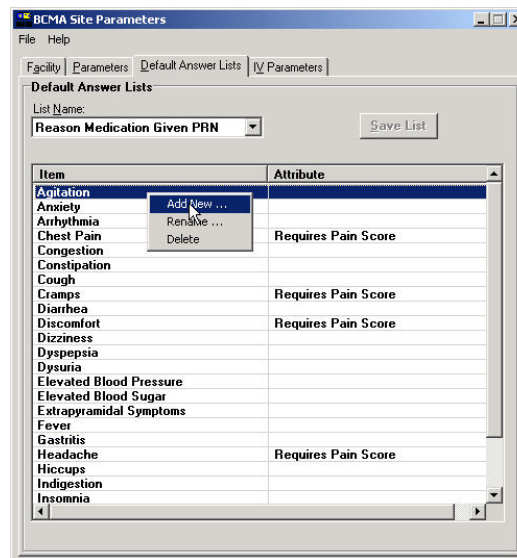 BCMA Site Parameters
File Help
Facility Parameters Default Answer Lists IV Parameters
Default Answer Lists
List Name:
Reason Medication Given PRN Save List
Item Attribute
Agitation
Anxiety Add New ...
Arrhythmia Rename ...
Chest Pain Delete Requires Pain Score
Congestion
Constipation
Cough
Cramps Requires Pain Score
Diarrhea
Discomfort Requires Pain Score
Dizziness
Dyspepsia
Dysuria
Elevated Blood Pressure
Elevated Blood Sugar
Extrapyramidal Symptoms
Fever
Gastritis
Headache Requires Pain Score
Hiccups
Indigestion
Insomnia